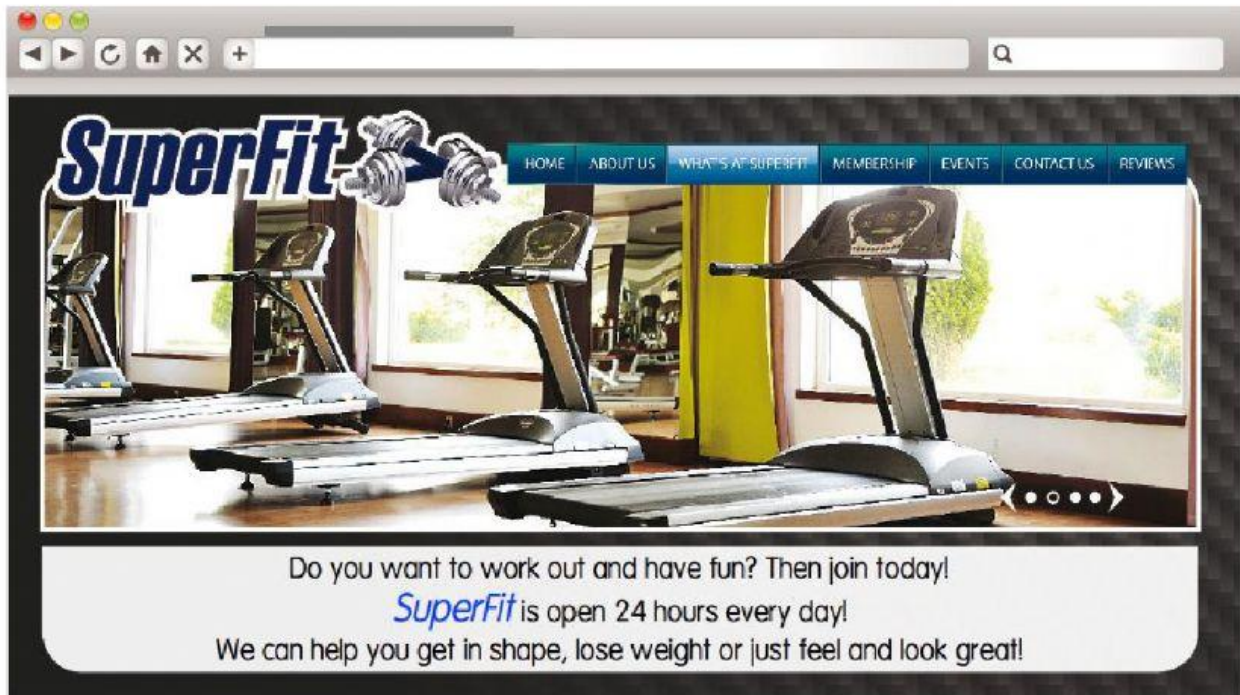 SuperFit
HOME ABOUT US WHAT'S AT SUPERFIT MEMBERSHIP EVENTS CONTACT US REVIEWS
Do you want to work out and have fun? Then join today!
SuperFit is open 24 hours every day!
We can help you get in shape, lose weight or just feel and look great!